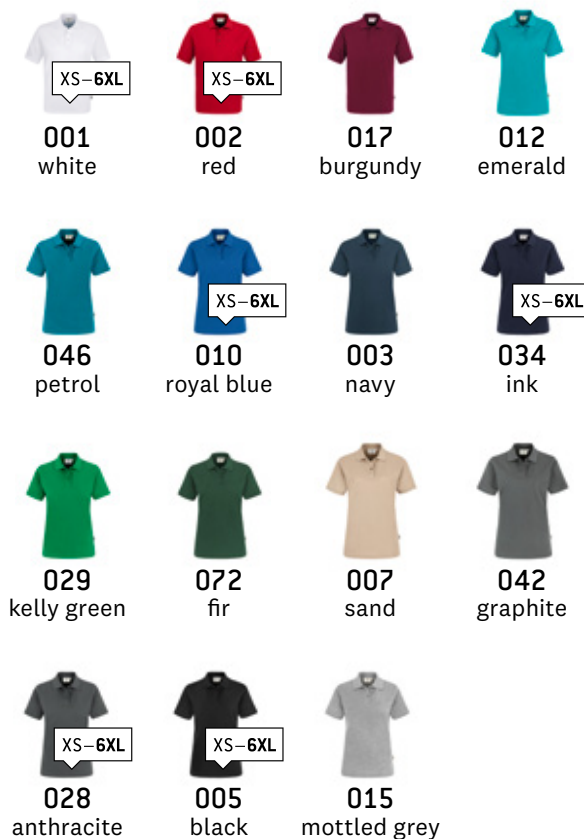 XS–6XL
001
white
XS–6XL
002
red
017
burgundy
012
emerald
046
petrol
XS–6XL
010
royal blue
003
navy
XS–6XL
034
ink
029
kelly green
072
fir
007
sand
042
graphite
XS–6XL
028
anthracite
XS–6XL
005
black
015
mottled grey